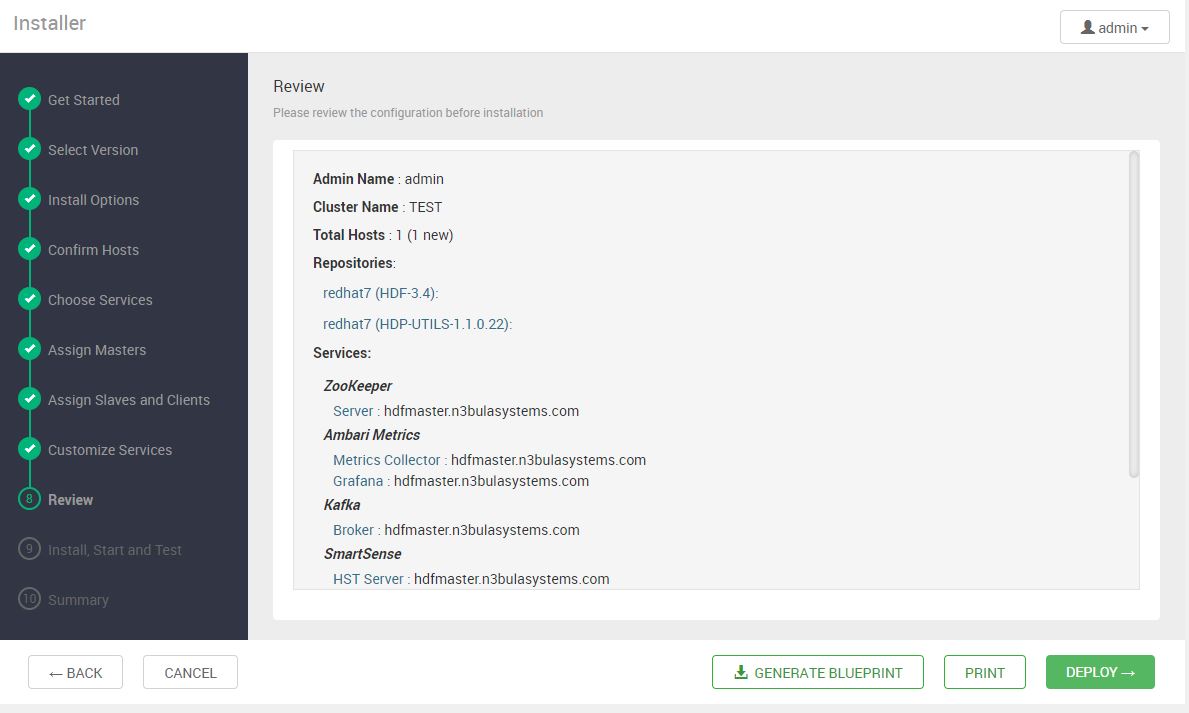 Installer
admin
Get Started
Select Version
Install Options
Confirm Hosts
Choose Services
Assign Masters
Assign Slaves and Clients
Customize Services
8 Review
9 Install, Start and Test
10 Summary
Review
Please review the configuration before installation
Admin Name : admin
Cluster Name : TEST
Total Hosts : 1 (1 new)
Repositories:
redhat7 (HDF-3.4):
redhat7 (HDP-UTILS-1.1.0.22):
Services:
ZooKeeper
Server : hdfmaster.n3bulasystems.com
Ambari Metrics
Metrics Collector : hdfmaster.n3bulasystems.com
Grafana : hdfmaster.n3bulasystems.com
Kafka
Broker : hdfmaster.n3bulasystems.com
SmartSense
HST Server : hdfmaster.n3bulasystems.com
← BACK
CANCEL
GENERATE BLUEPRINT
PRINT
DEPLOY →